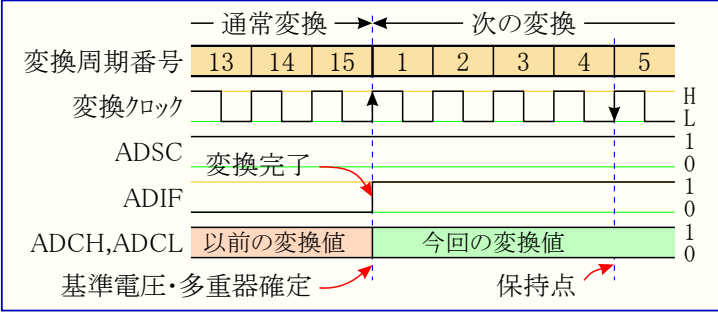 通常変換 次の変換
変換周期番号 13 14 15 1 2 3 4 5
変換ｸﾛｯｸ H
L
ADSC 1
0
変換完了
ADIF 1
0
ADCH,ADCL 以前の変換値 今回の変換値 1
0
基準電圧･多重器確定 保持点